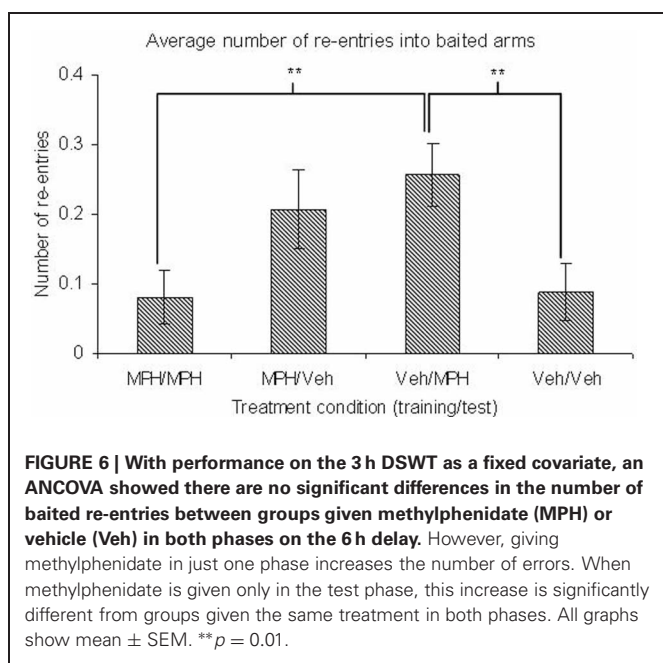 Average number of re-entries into baited arms
0.4
**
**
0.3
0.2
0.1
0
Number of re-entries
MPH/MPH
MPH/Veh
Veh/MPH
Veh/Veh
Treatment condition (training/test)
FIGURE 6 | With performance on the 3 h DSWT as a fixed covariate, an
ANCOVA showed there are no significant differences in the number of
baited re-entries between groups given methylphenidate (MPH) or
vehicle (Veh) in both phases on the 6 h delay. However, giving
methylphenidate in just one phase increases the number of errors. When
methylphenidate is given only in the test phase, this increase is significantly
different from groups given the same treatment in both phases. All graphs
show mean ± SEM. **p = 0.01.